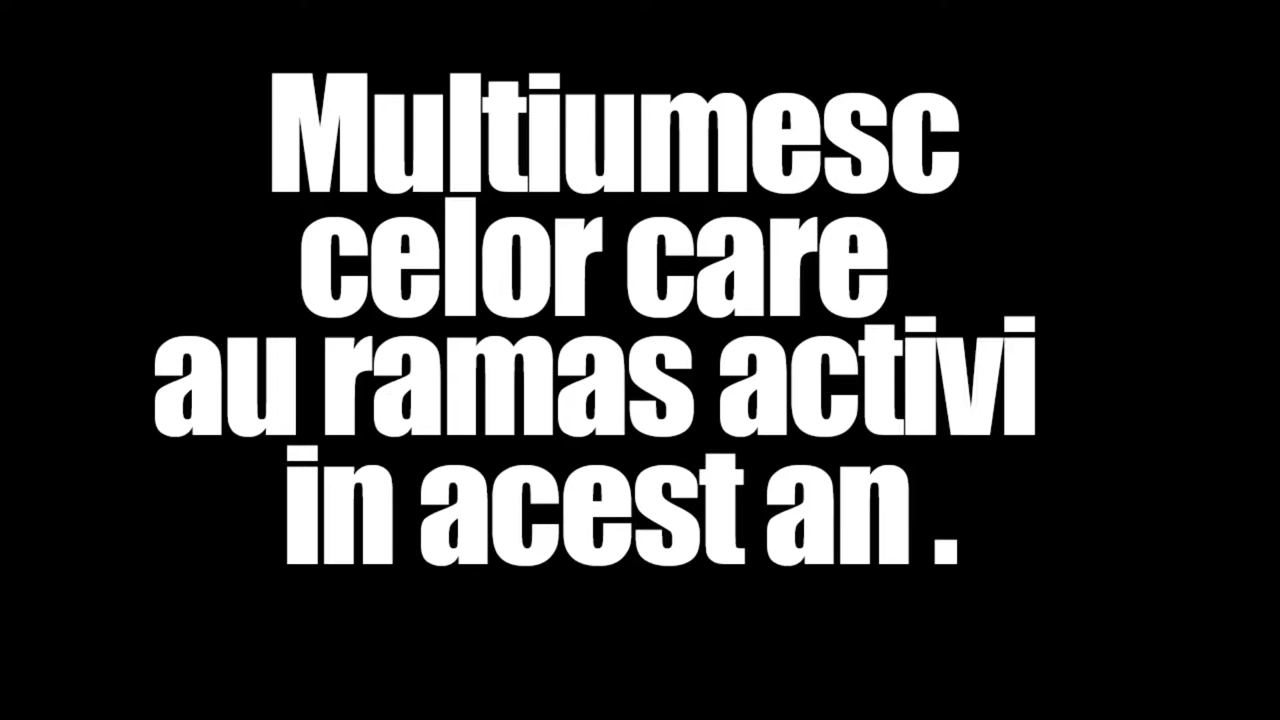 Multiumesc
celor care
au ramas activi
in acest an .